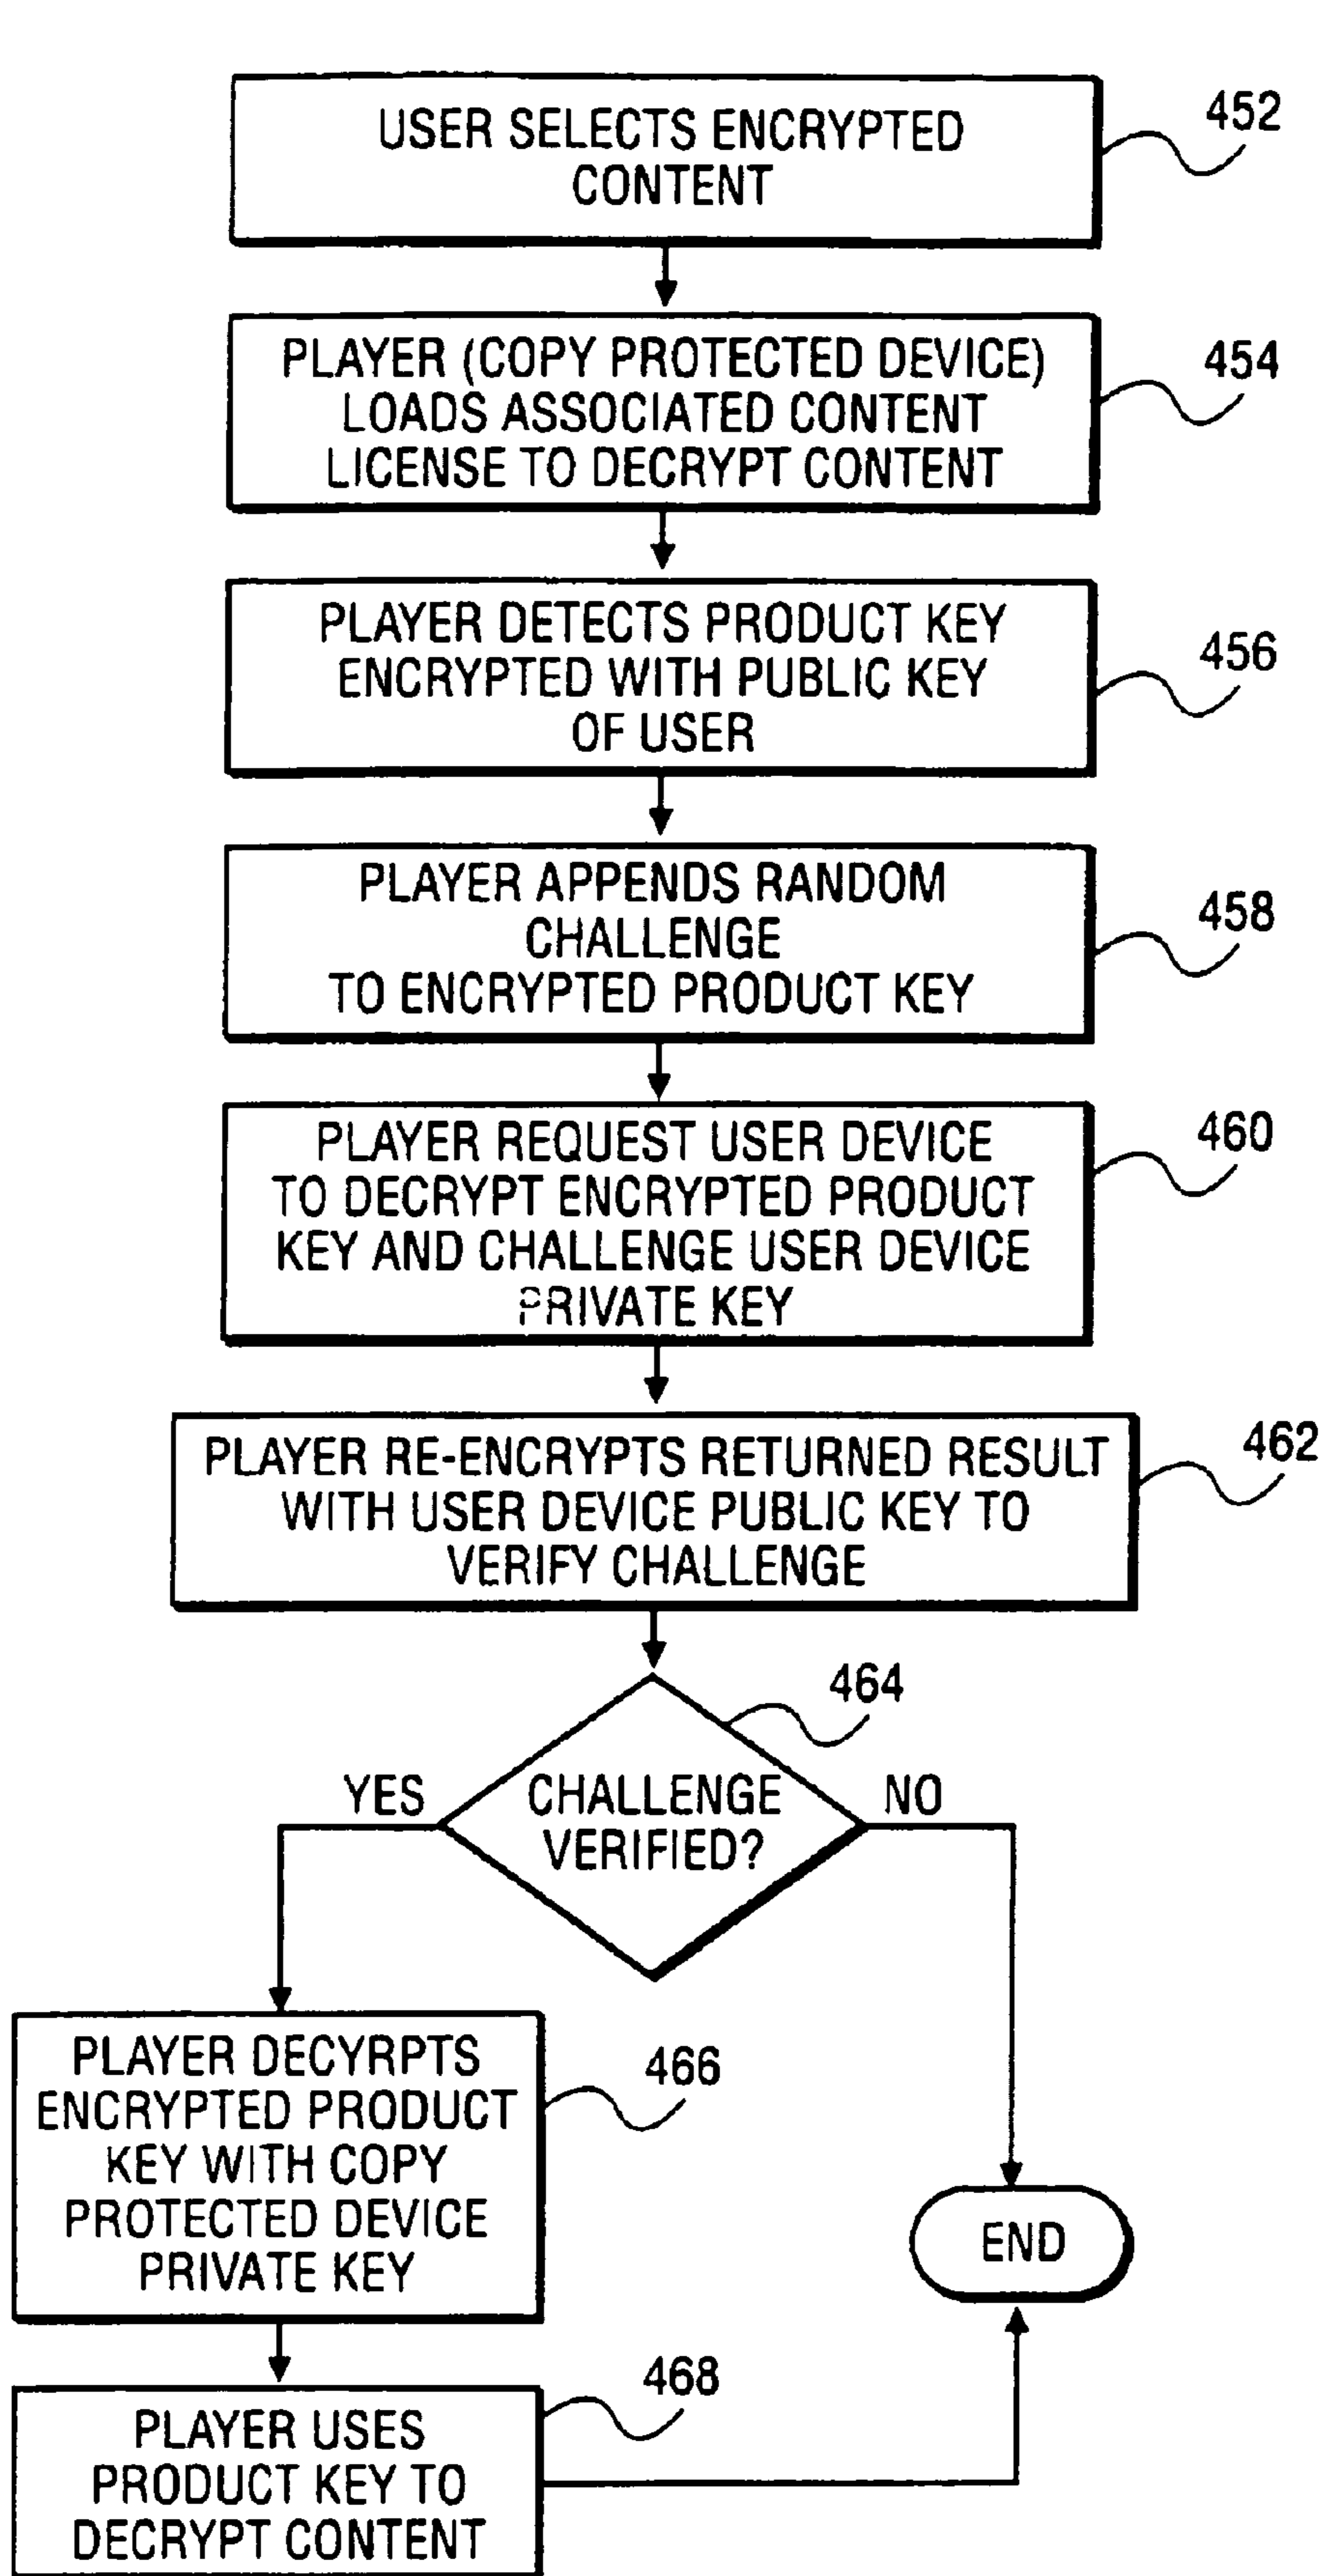 USER SELECTS ENCRYPTED
CONTENT
452
PLAYER (COPY PROTECTED DEVICE)
LOADS ASSOCIATED CONTENT
LICENSE TO DECRYPT CONTENT
454
PLAYER DETECTS PRODUCT KEY
ENCRYPTED WITH PUBLIC KEY
OF USER
456
PLAYER APPENDS RANDOM
CHALLENGE
TO ENCRYPTED PRODUCT KEY
458
PLAYER REQUEST USER DEVICE
TO DECRYPT ENCRYPTED PRODUCT
KEY AND CHALLENGE USER DEVICE
PRIVATE KEY
460
PLAYER RE-ENCRYPTS RETURNED RESULT
WITH USER DEVICE PUBLIC KEY TO
VERIFY CHALLENGE
462
464
YES
CHALLENGE
VERIFIED?
NO
PLAYER DECYRPTS
ENCRYPTED PRODUCT
KEY WITH COPY
PROTECTED DEVICE
PRIVATE KEY
466
END
PLAYER USES
PRODUCT KEY TO
DECRYPT CONTENT
468